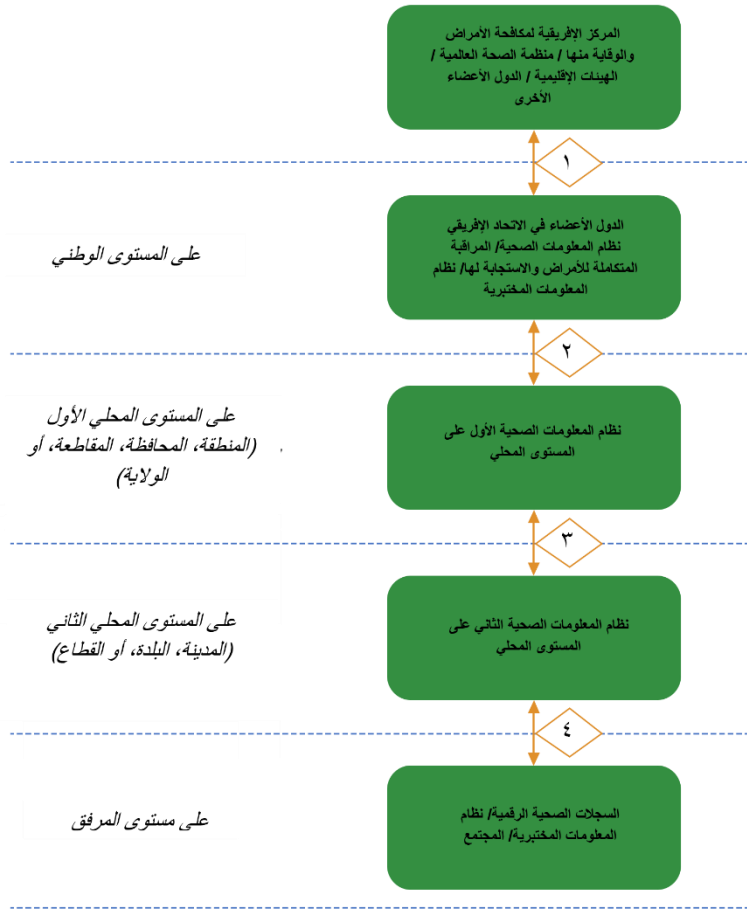 المركز الإفريقية لمكافحة الأمراض
والوقاية منها / منظمة الصحة العالمية /
الهيئات الإقليمية / الدول الأعضاء
الأخرى
١
على المستوى الوطني
الدول الأعضاء في الاتحاد الإفريقي
نظام المعلومات الصحية/ المراقبة
المتكاملة للأمراض والاستجابة لها/ نظام
المعلومات المختبرية
٢
على المستوى المحلي الأول
(المنطقة، المحافظة، المقاطعة، أو
الولاية)
نظام المعلومات الصحية الأول على
المستوى المحلي
٣
على المستوى المحلي الثاني
(المدينة، البلدة، أو القطاع)
نظام المعلومات الصحية الثاني على
المستوى المحلي
٤
على مستوى المرفق
السجلات الصحية الرقمية/ نظام
المعلومات المختبرية/ المجتمع